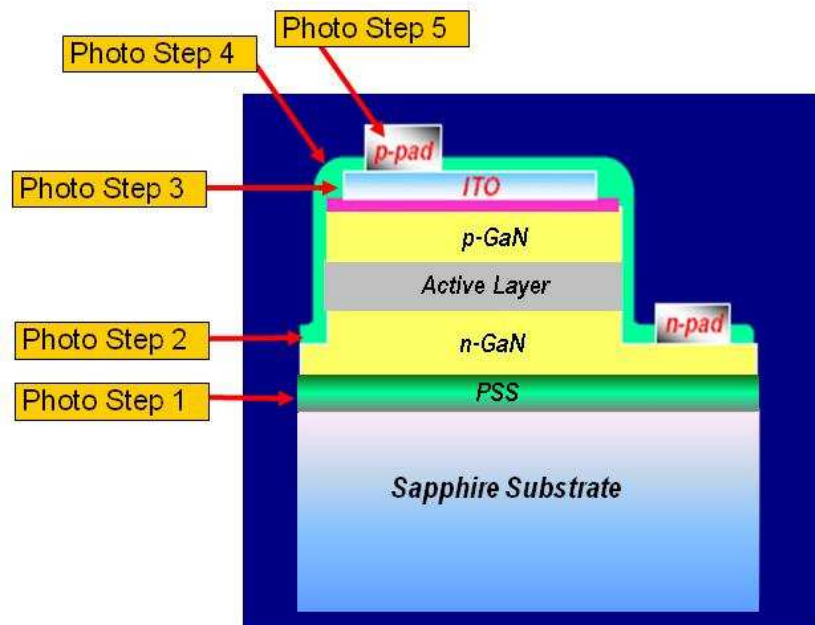 Photo Step 5
Photo Step 4
p-pad
Photo Step 3
ITO
p-GaN
Active Layer
n-pad
Photo Step 2
n-GaN
Photo Step 1
PSS
Sapphire Substrate